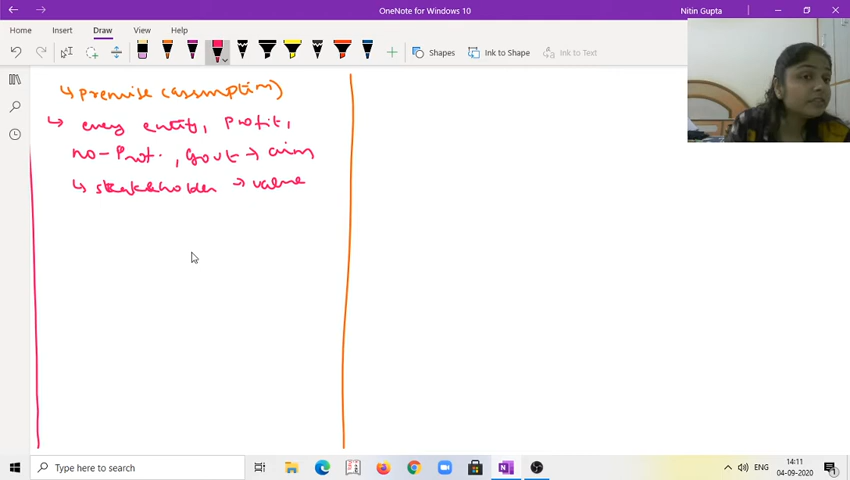 OneNote for Windows 10
Nitin Gupta
Home Insert Draw View Help
Shapes Ink to Shape Ink to Text
↳ premise (assumption)
↳ every entity, Profit,
no-Prof., Govt → aim
↳ stakeholder → value
Type here to search
ENG
14:11
04-09-2020